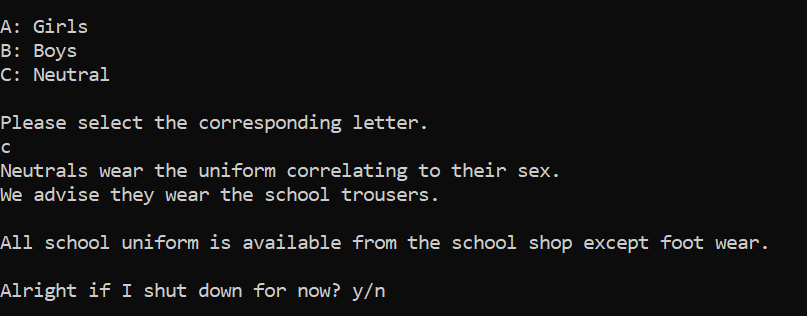 A: Girls
B: Boys
C: Neutral
Please select the corresponding letter.
c
Neutrals wear the uniform correlating to their sex.
We advise they wear the school trousers.
All school uniform is available from the school shop except foot wear.
Alright if I shut down for now? y/n